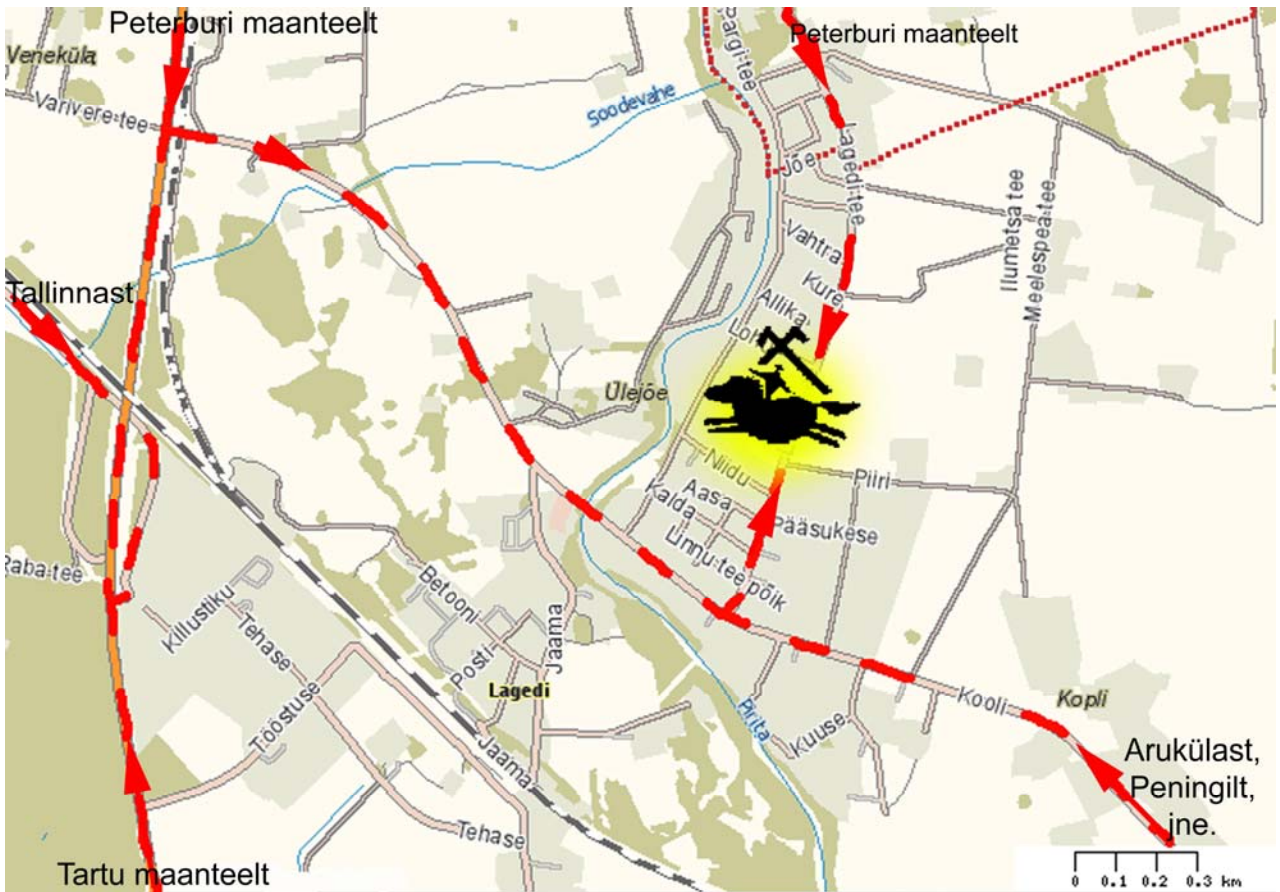 Peterburi maanteelt
Peterburi maanteelt
Veneküla
Varivere tee
Soodevahe
Pargi tee
Lagedi tee
Jõe
Ilumetsa tee
Meelespea tee
Vahtra
Kure
Tallinnast
Allika
Ülejõe
Niidu
Piiri
Aasa
Kalda
Pääsukese
Linnu tee põik
Raba tee
Betooni
Killustiku
Tehase
Posti
Jaama
Lagedi
Kooli
Kopli
Pirita
Kuuse
Tööstuse
Jaama
Tehase
Arukülast,
Peningilt,
jne.
Tartu maanteelt
0 0.1 0.2 0.3 km